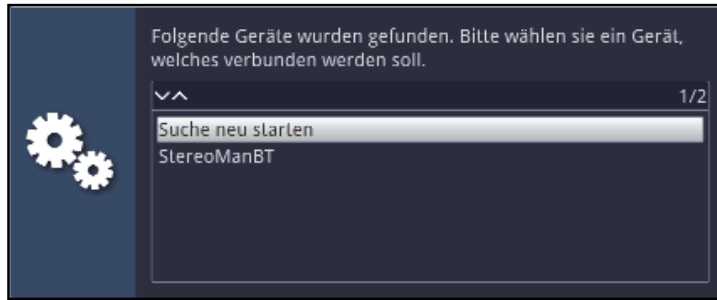 Folgende Geräte wurden gefunden. Bitte wählen sie ein Gerät,
welches verbunden werden soll.
1/2
Suche neu starten
StereoManBT